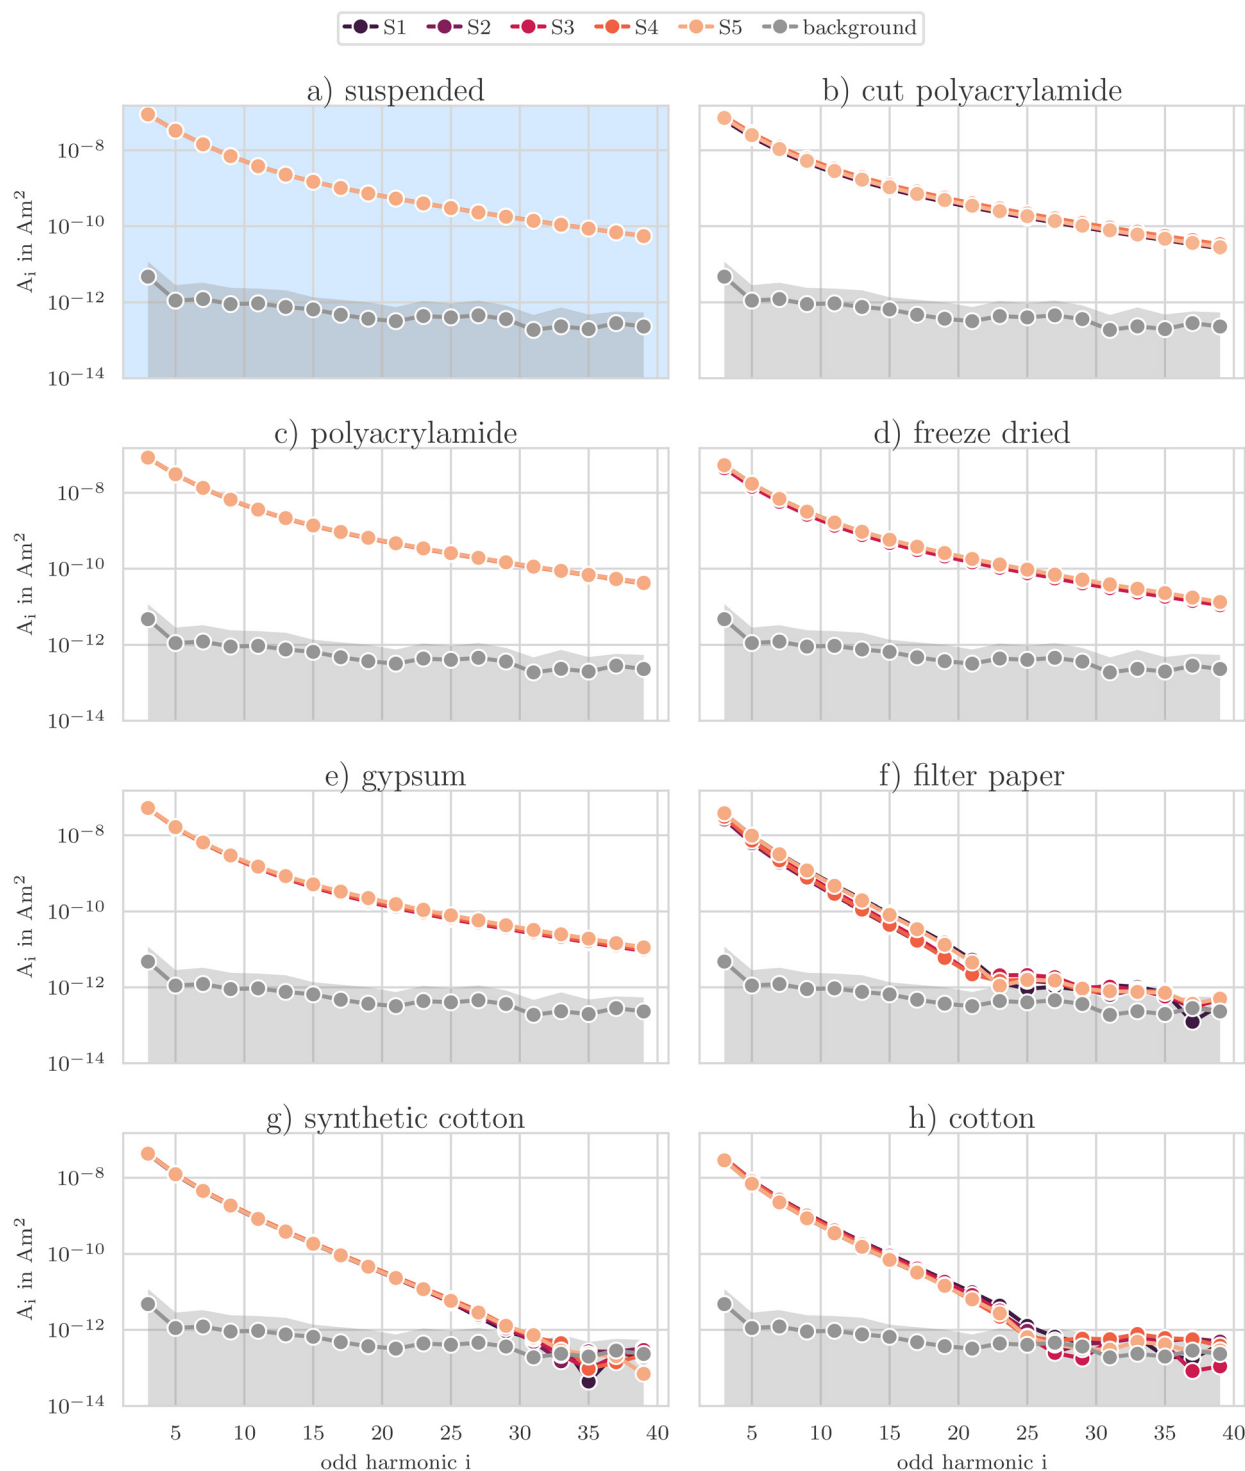 S1 S2 S3 S4 S5 background
a) suspended
b) cut polyacrylamide
A_i in Am²
10⁻⁸
10⁻¹⁰
10⁻¹²
10⁻¹⁴
c) polyacrylamide
d) freeze dried
A_i in Am²
10⁻⁸
10⁻¹⁰
10⁻¹²
10⁻¹⁴
e) gypsum
f) filter paper
A_i in Am²
10⁻⁸
10⁻¹⁰
10⁻¹²
10⁻¹⁴
g) synthetic cotton
h) cotton
A_i in Am²
10⁻⁸
10⁻¹⁰
10⁻¹²
10⁻¹⁴
5 10 15 20 25 30 35 40
5 10 15 20 25 30 35 40
odd harmonic i
odd harmonic i